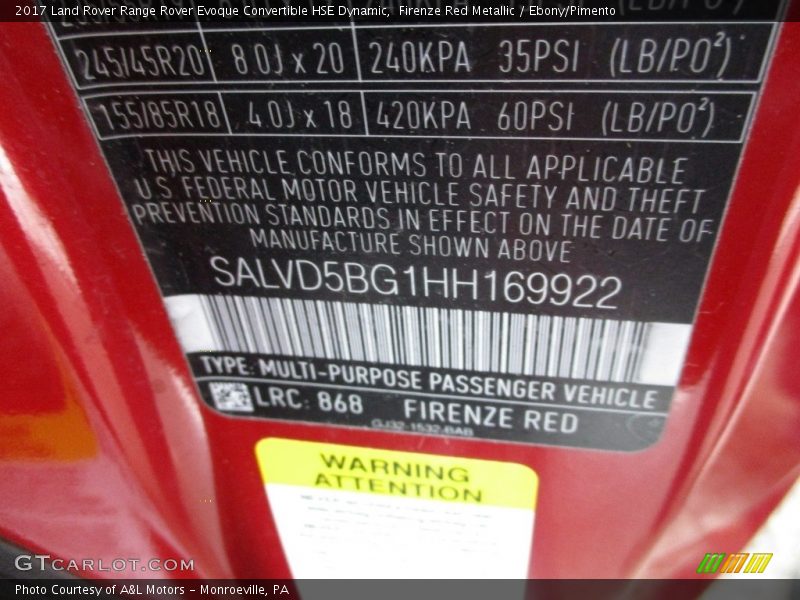 2017 Land Rover Range Rover Evoque Convertible HSE Dynamic, Firenze Red Metallic / Ebony/Pimento
245/45R20 8.0J x 20 240KPA 35PSI (LB/PO²)
155/85R18 4.0J x 18 420KPA 60PSI (LB/PO²)
THIS VEHICLE CONFORMS TO ALL APPLICABLE
U.S. FEDERAL MOTOR VEHICLE SAFETY AND THEFT
PREVENTION STANDARDS IN EFFECT ON THE DATE OF
MANUFACTURE SHOWN ABOVE
SALVD5BG1HH169922
TYPE: MULTI-PURPOSE PASSENGER VEHICLE
LRC: 868 FIRENZE RED
GJ32-1532-BAB
WARNING
ATTENTION
GTCARLOT.COM
Photo Courtesy of A&L Motors - Monroeville, PA